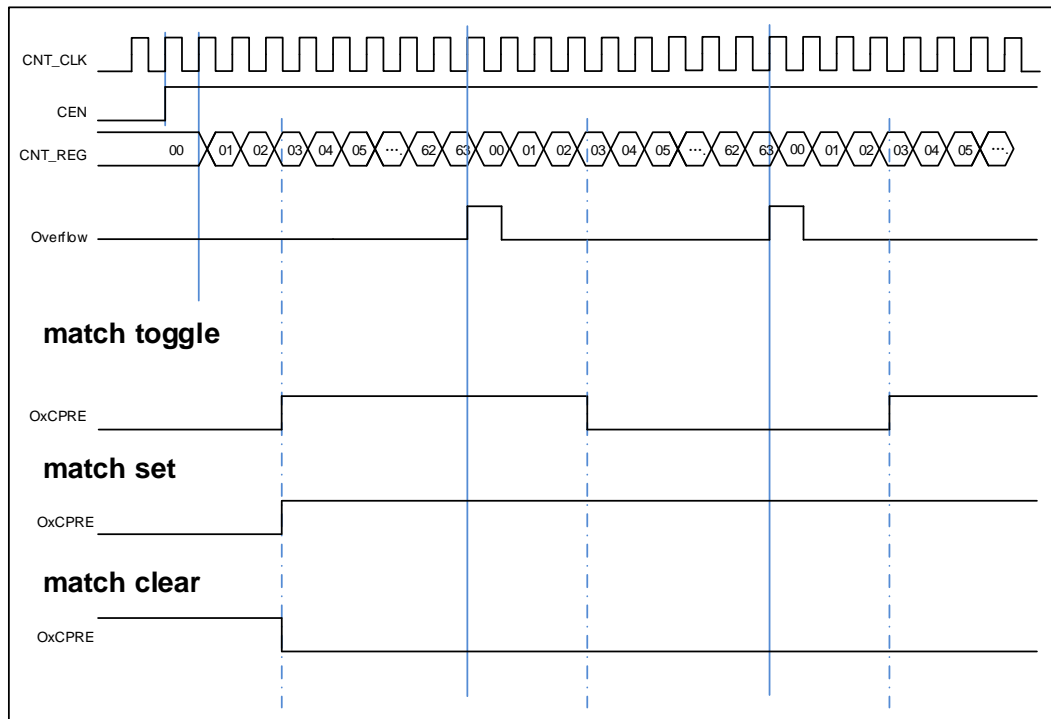 CNT_CLK
CEN
CNT_REG 00 01 02 03 04 05 ···. 62 63 00 01 02 03 04 05 ···. 62 63 00 01 02 03 04 05 ···.
Overflow
match toggle
OxCPRE
match set
OxCPRE
match clear
OxCPRE